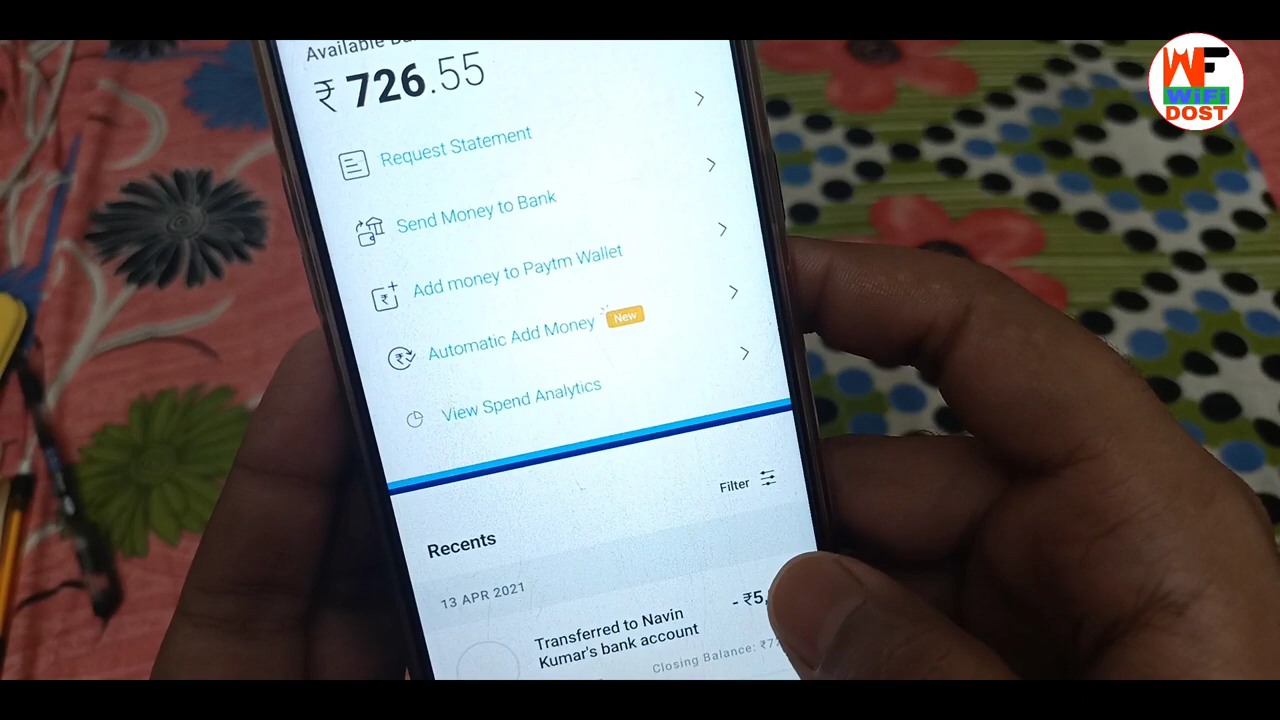 WF
WiFi
DOST
Available
₹ 726.55
Request Statement
Send Money to Bank
Add money to Paytm Wallet
Automatic Add Money New
View Spend Analytics
Filter
Recents
13 APR 2021
Transferred to Navin - ₹5,
Kumar's bank account
Closing Balance: ₹7